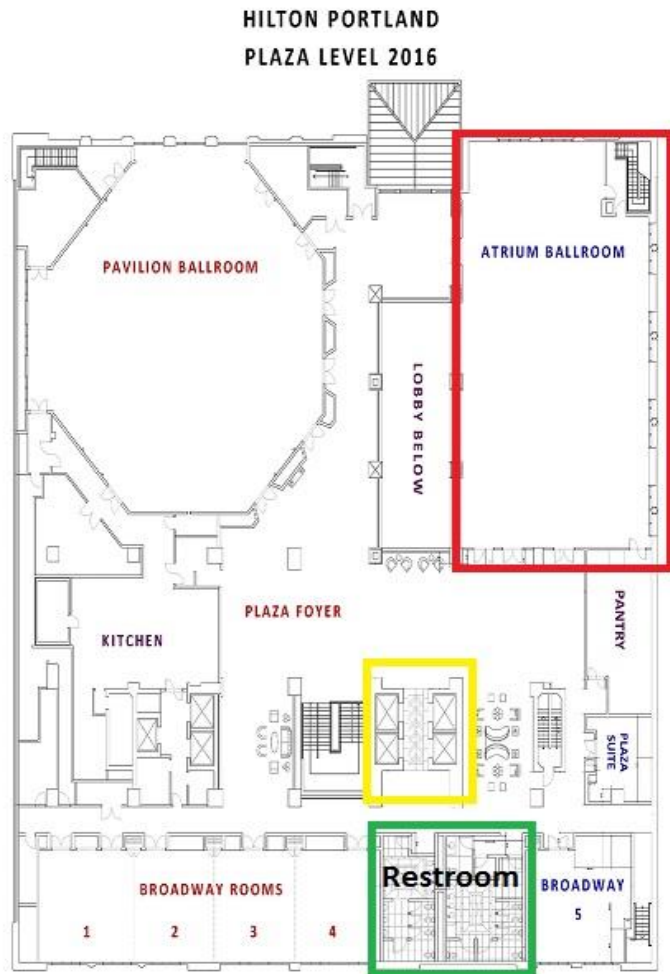 HILTON PORTLAND
PLAZA LEVEL 2016
PAVILION BALLROOM
ATRIUM BALLROOM
LOBBY BELOW
PLAZA FOYER
KITCHEN
PANTRY
PLAZA
SUITE
Restroom
BROADWAY ROOMS
1
2
3
4
BROADWAY
5